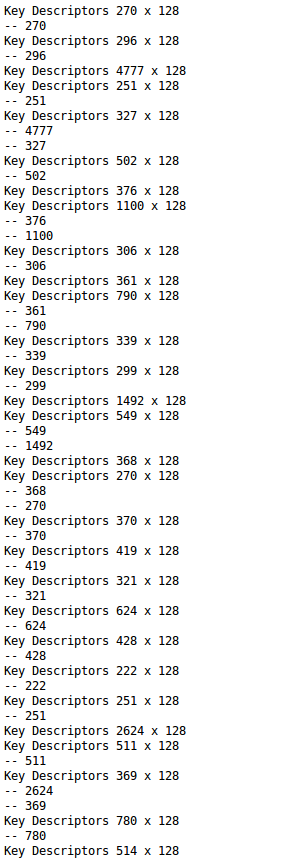 Key Descriptors 270 x 128
-- 270
Key Descriptors 296 x 128
-- 296
Key Descriptors 4777 x 128
Key Descriptors 251 x 128
-- 251
Key Descriptors 327 x 128
-- 4777
-- 327
Key Descriptors 502 x 128
-- 502
Key Descriptors 376 x 128
Key Descriptors 1100 x 128
-- 376
-- 1100
Key Descriptors 306 x 128
-- 306
Key Descriptors 361 x 128
Key Descriptors 790 x 128
-- 361
-- 790
Key Descriptors 339 x 128
-- 339
Key Descriptors 299 x 128
-- 299
Key Descriptors 1492 x 128
Key Descriptors 549 x 128
-- 549
-- 1492
Key Descriptors 368 x 128
Key Descriptors 270 x 128
-- 368
-- 270
Key Descriptors 370 x 128
-- 370
Key Descriptors 419 x 128
-- 419
Key Descriptors 321 x 128
-- 321
Key Descriptors 624 x 128
-- 624
Key Descriptors 428 x 128
-- 428
Key Descriptors 222 x 128
-- 222
Key Descriptors 251 x 128
-- 251
Key Descriptors 2624 x 128
Key Descriptors 511 x 128
-- 511
Key Descriptors 369 x 128
-- 2624
-- 369
Key Descriptors 780 x 128
-- 780
Key Descriptors 514 x 128